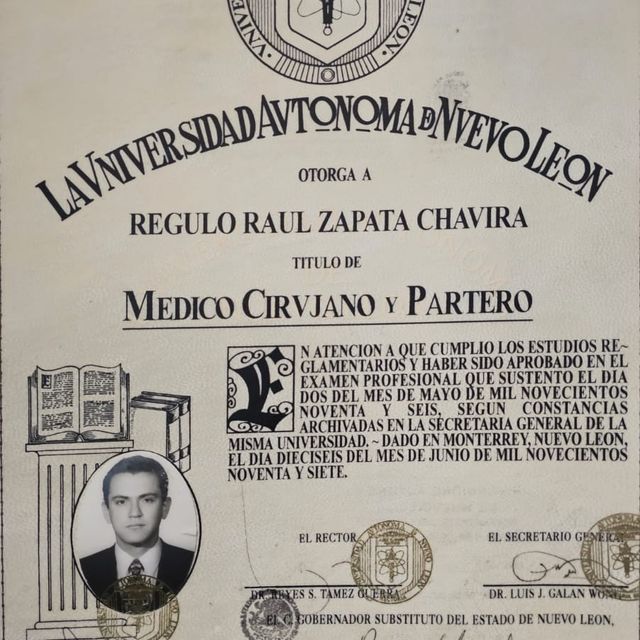 LA VNIVERSIDAD AVTONOMA DE NVEVO LEON
OTORGA A
REGULO RAUL ZAPATA CHAVIRA
TITULO DE
MEDICO CIRVJANO Y PARTERO
EN ATENCION A QUE CUMPLIO LOS ESTUDIOS RE-
GLAMENTARIOS Y HABER SIDO APROBADO EN EL
EXAMEN PROFESIONAL QUE SUSTENTO EL DIA
DOS DEL MES DE MAYO DE MIL NOVECIENTOS
NOVENTA Y SEIS, SEGUN CONSTANCIAS
ARCHIVADAS EN LA SECRETARIA GENERAL DE LA
MISMA UNIVERSIDAD. ~ DADO EN MONTERREY, NUEVO LEON,
EL DIA DIECISEIS DEL MES DE JUNIO DE MIL NOVECIENTOS
NOVENTA Y SIETE.
EL RECTOR
EL SECRETARIO GENERAL
DR. REYES S. TAMEZ GUERRA
DR. LUIS J. GALAN WONG
EL C. GOBERNADOR SUBSTITUTO DEL ESTADO DE NUEVO LEON,